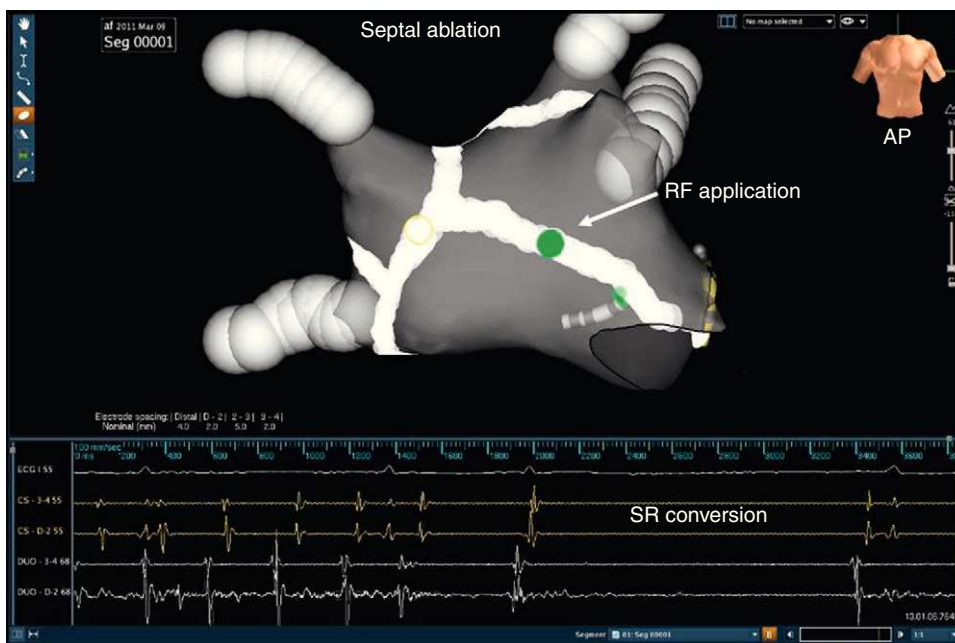 af 2011 Mar 09
Seg 00001
Septal ablation
No map selected
AP
RF application
Electrode spacing: | Distal | D - 2 | 2 - 3 | 3 - 4 |
Nominal (mm) 4.0 2.0 5.0 2.0
100 mm/sec
0 ms 200 400 600 800 1000 1200 1400 1600 1800 2000 2200 2400 2600 2800 3000 3200 3400 3600
ECG I 55
CS - 3-4 55
SR conversion
CS - D-2 55
DUO - 3-4 68
DUO - D-2 68
Segment 01: Seg 00001 1:1